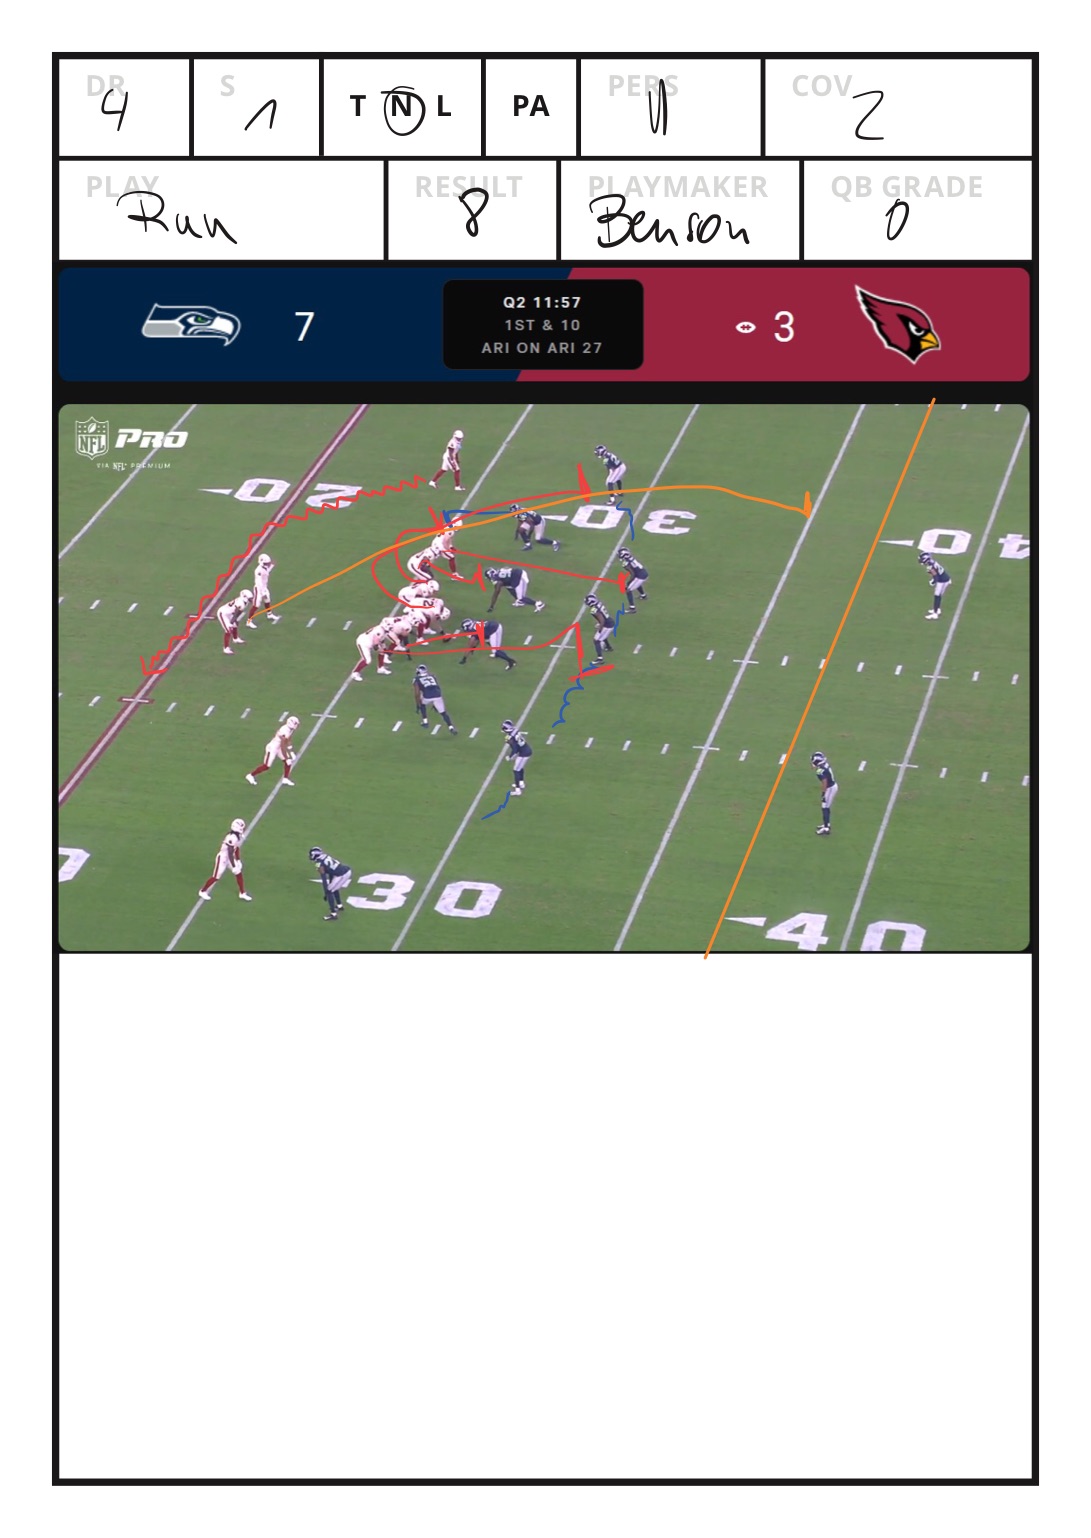 DR S T N L PA PERS COV
4 1 11 2
PLAY RESULT PLAYMAKER QB GRADE
Run 8 Benson 0
7 Q2 11:57 3
1ST & 10
ARI ON ARI 27
NFL PRO
VIA NFL+ PREMIUM
20
30
40
30
40